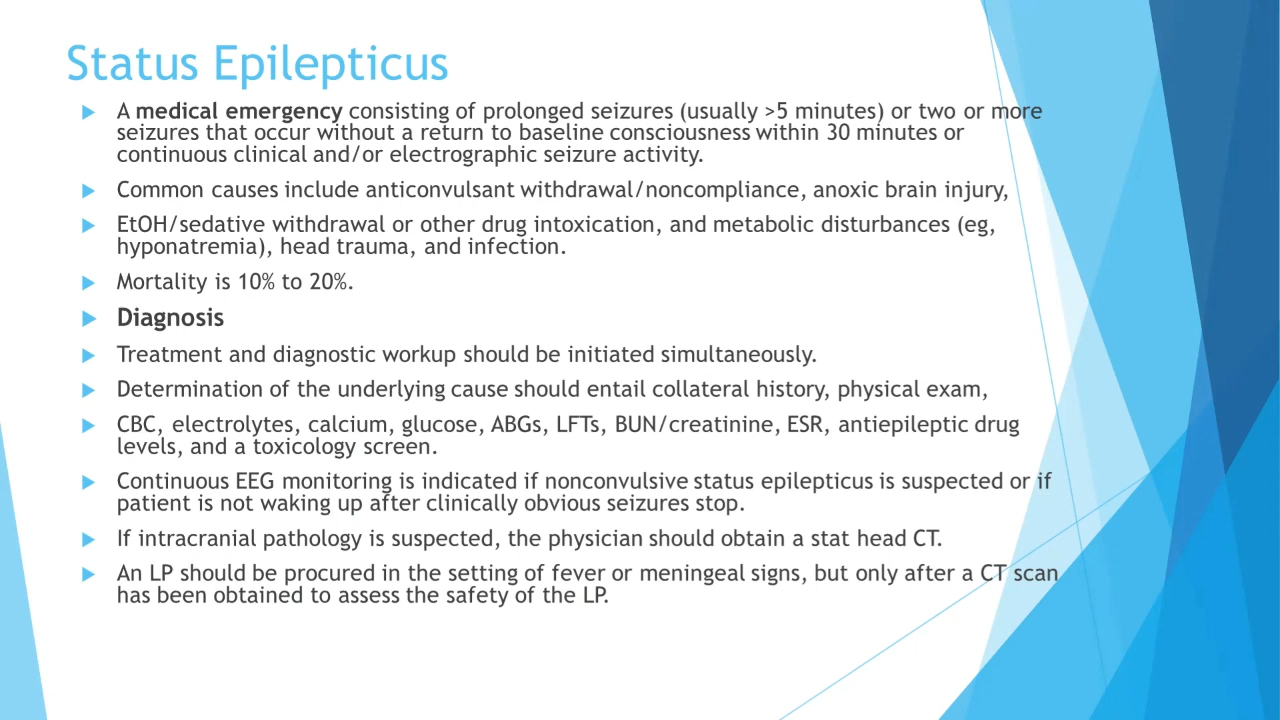 Status Epilepticus
A medical emergency consisting of prolonged seizures (usually >5 minutes) or two or more
seizures that occur without a return to baseline consciousness within 30 minutes or
continuous clinical and/or electrographic seizure activity.
Common causes include anticonvulsant withdrawal/noncompliance, anoxic brain injury,
EtOH/sedative withdrawal or other drug intoxication, and metabolic disturbances (eg,
hyponatremia), head trauma, and infection.
Mortality is 10% to 20%.
Diagnosis
Treatment and diagnostic workup should be initiated simultaneously.
Determination of the underlying cause should entail collateral history, physical exam,
CBC, electrolytes, calcium, glucose, ABGs, LFTs, BUN/creatinine, ESR, antiepileptic drug
levels, and a toxicology screen.
Continuous EEG monitoring is indicated if nonconvulsive status epilepticus is suspected or if
patient is not waking up after clinically obvious seizures stop.
If intracranial pathology is suspected, the physician should obtain a stat head CT.
An LP should be procured in the setting of fever or meningeal signs, but only after a CT scan
has been obtained to assess the safety of the LP.